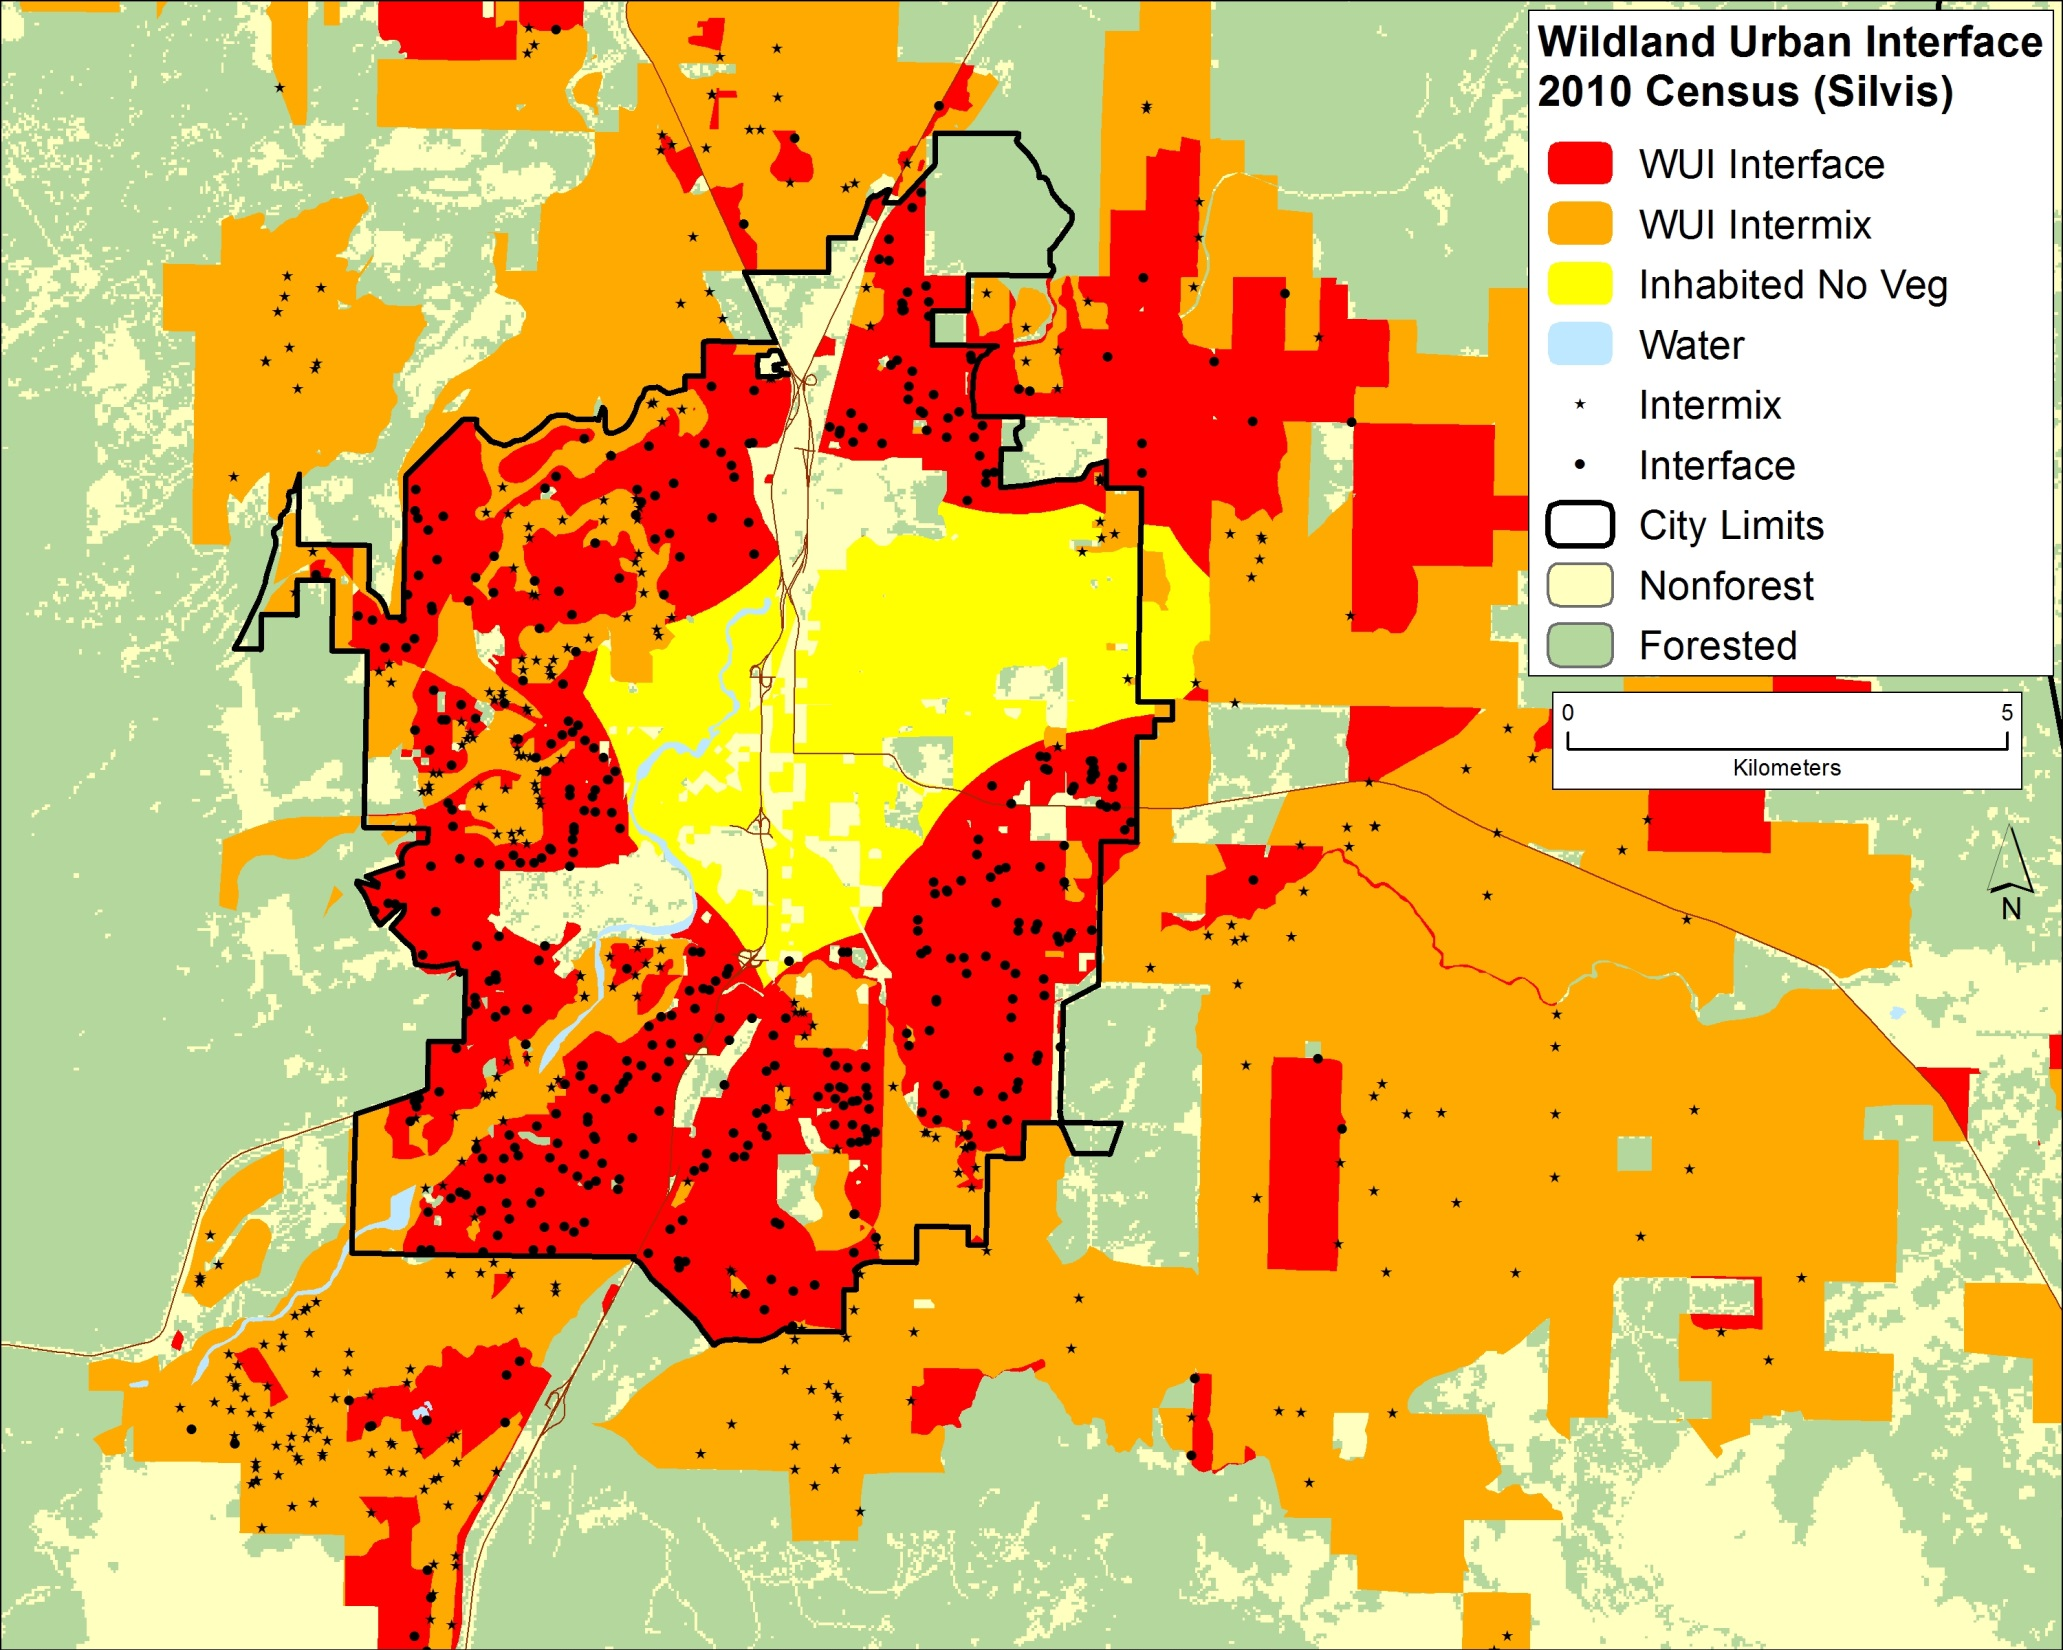 Wildland Urban Interface
2010 Census (Silvis)
WUI Interface
WUI Intermix
Inhabited No Veg
Water
Intermix
Interface
City Limits
Nonforest
Forested
0 5
Kilometers
N